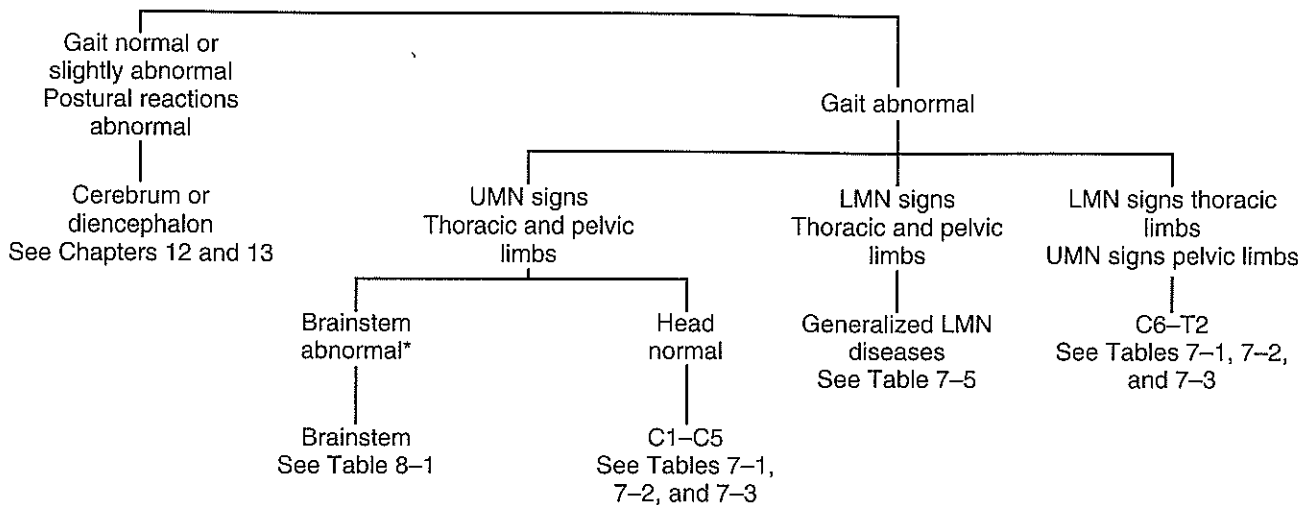 Gait normal or
slightly abnormal
Postural reactions
abnormal
Gait abnormal
Cerebrum or
diencephalon
See Chapters 12 and 13
UMN signs
Thoracic and pelvic
limbs
LMN signs
Thoracic and pelvic
limbs
LMN signs thoracic
limbs
UMN signs pelvic limbs
Brainstem
abnormal*
Head
normal
Generalized LMN
diseases
See Table 7–5
C6–T2
See Tables 7–1, 7–2,
and 7–3
Brainstem
See Table 8–1
C1–C5
See Tables 7–1,
7–2, and 7–3